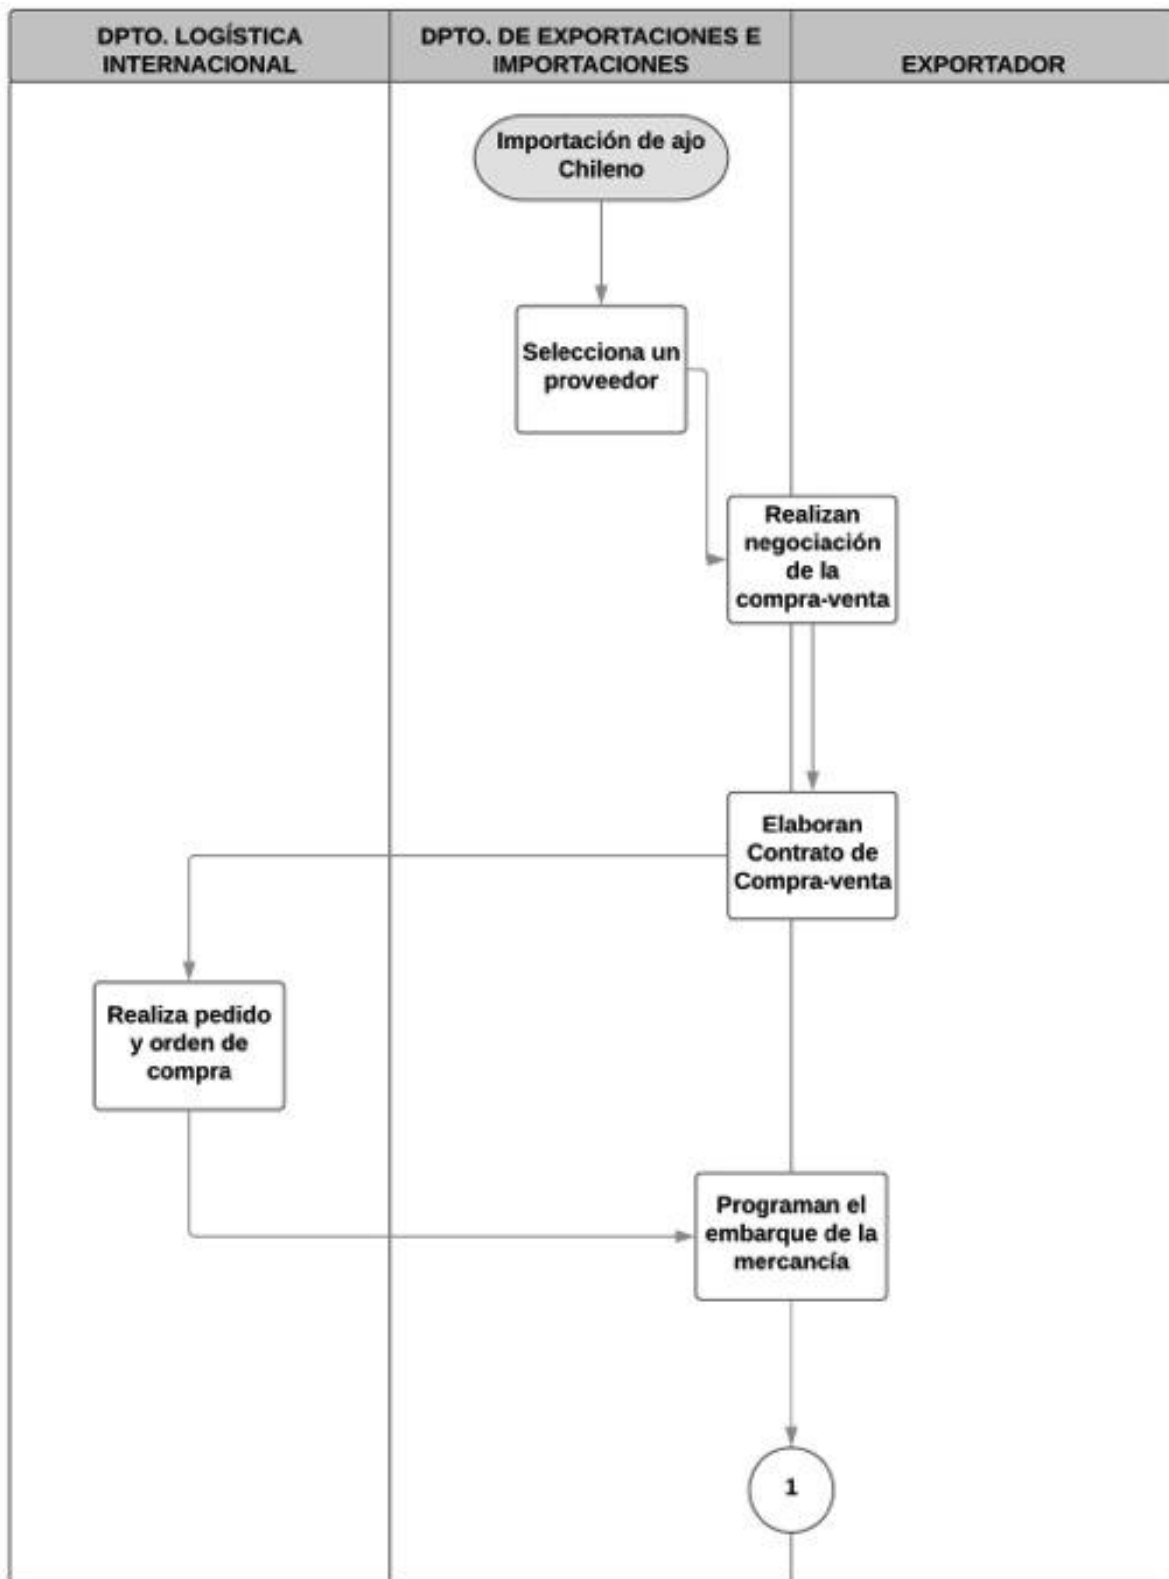 DPTO. LOGÍSTICA
INTERNACIONAL
DPTO. DE EXPORTACIONES E
IMPORTACIONES
EXPORTADOR
Importación de ajo
Chileno
Selecciona un
proveedor
Realizan
negociación
de la
compra-venta
Elaboran
Contrato de
Compra-venta
Realiza pedido
y orden de
compra
Programan el
embarque de la
mercancía
1